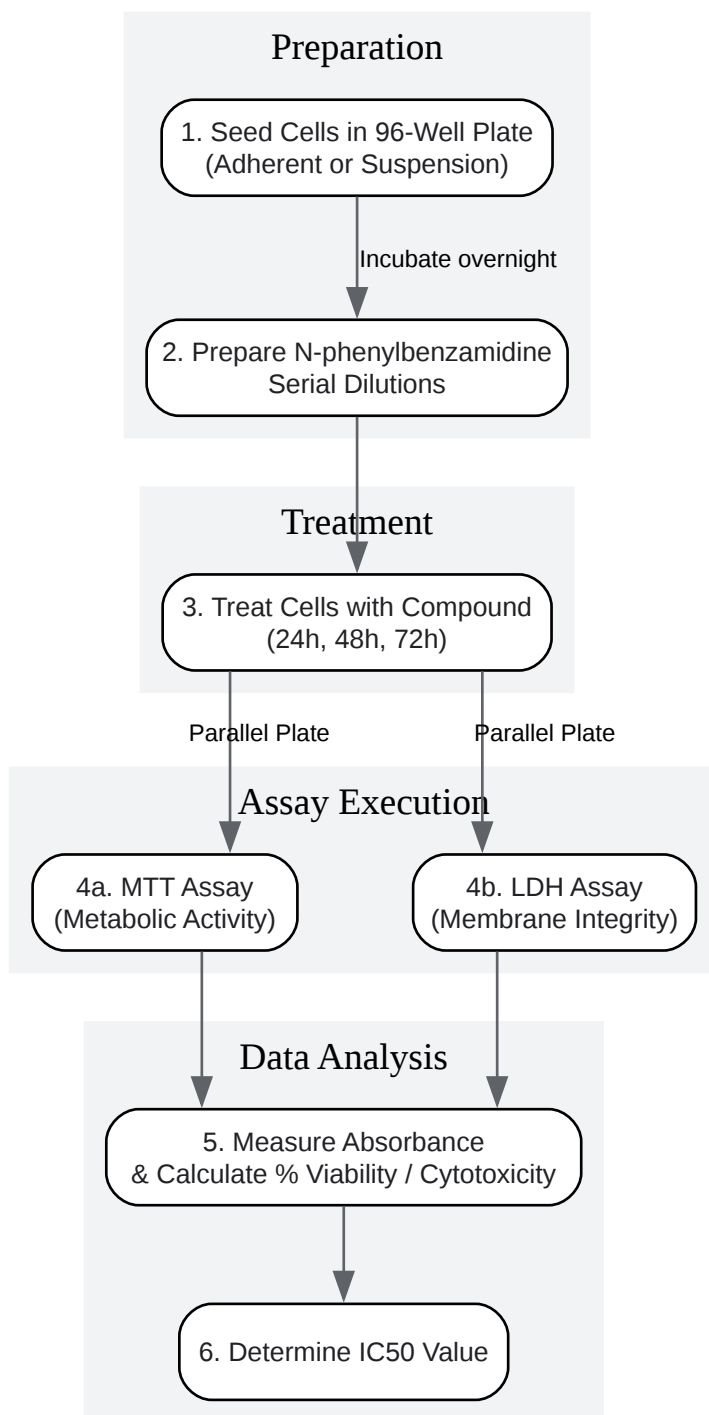 Preparation
1. Seed Cells in 96-Well Plate
(Adherent or Suspension)
Incubate overnight
2. Prepare N-phenylbenzamidine
Serial Dilutions
Treatment
3. Treat Cells with Compound
(24h, 48h, 72h)
Parallel Plate
Parallel Plate
Assay Execution
4a. MTT Assay
(Metabolic Activity)
4b. LDH Assay
(Membrane Integrity)
Data Analysis
5. Measure Absorbance
& Calculate % Viability / Cytotoxicity
6. Determine IC50 Value